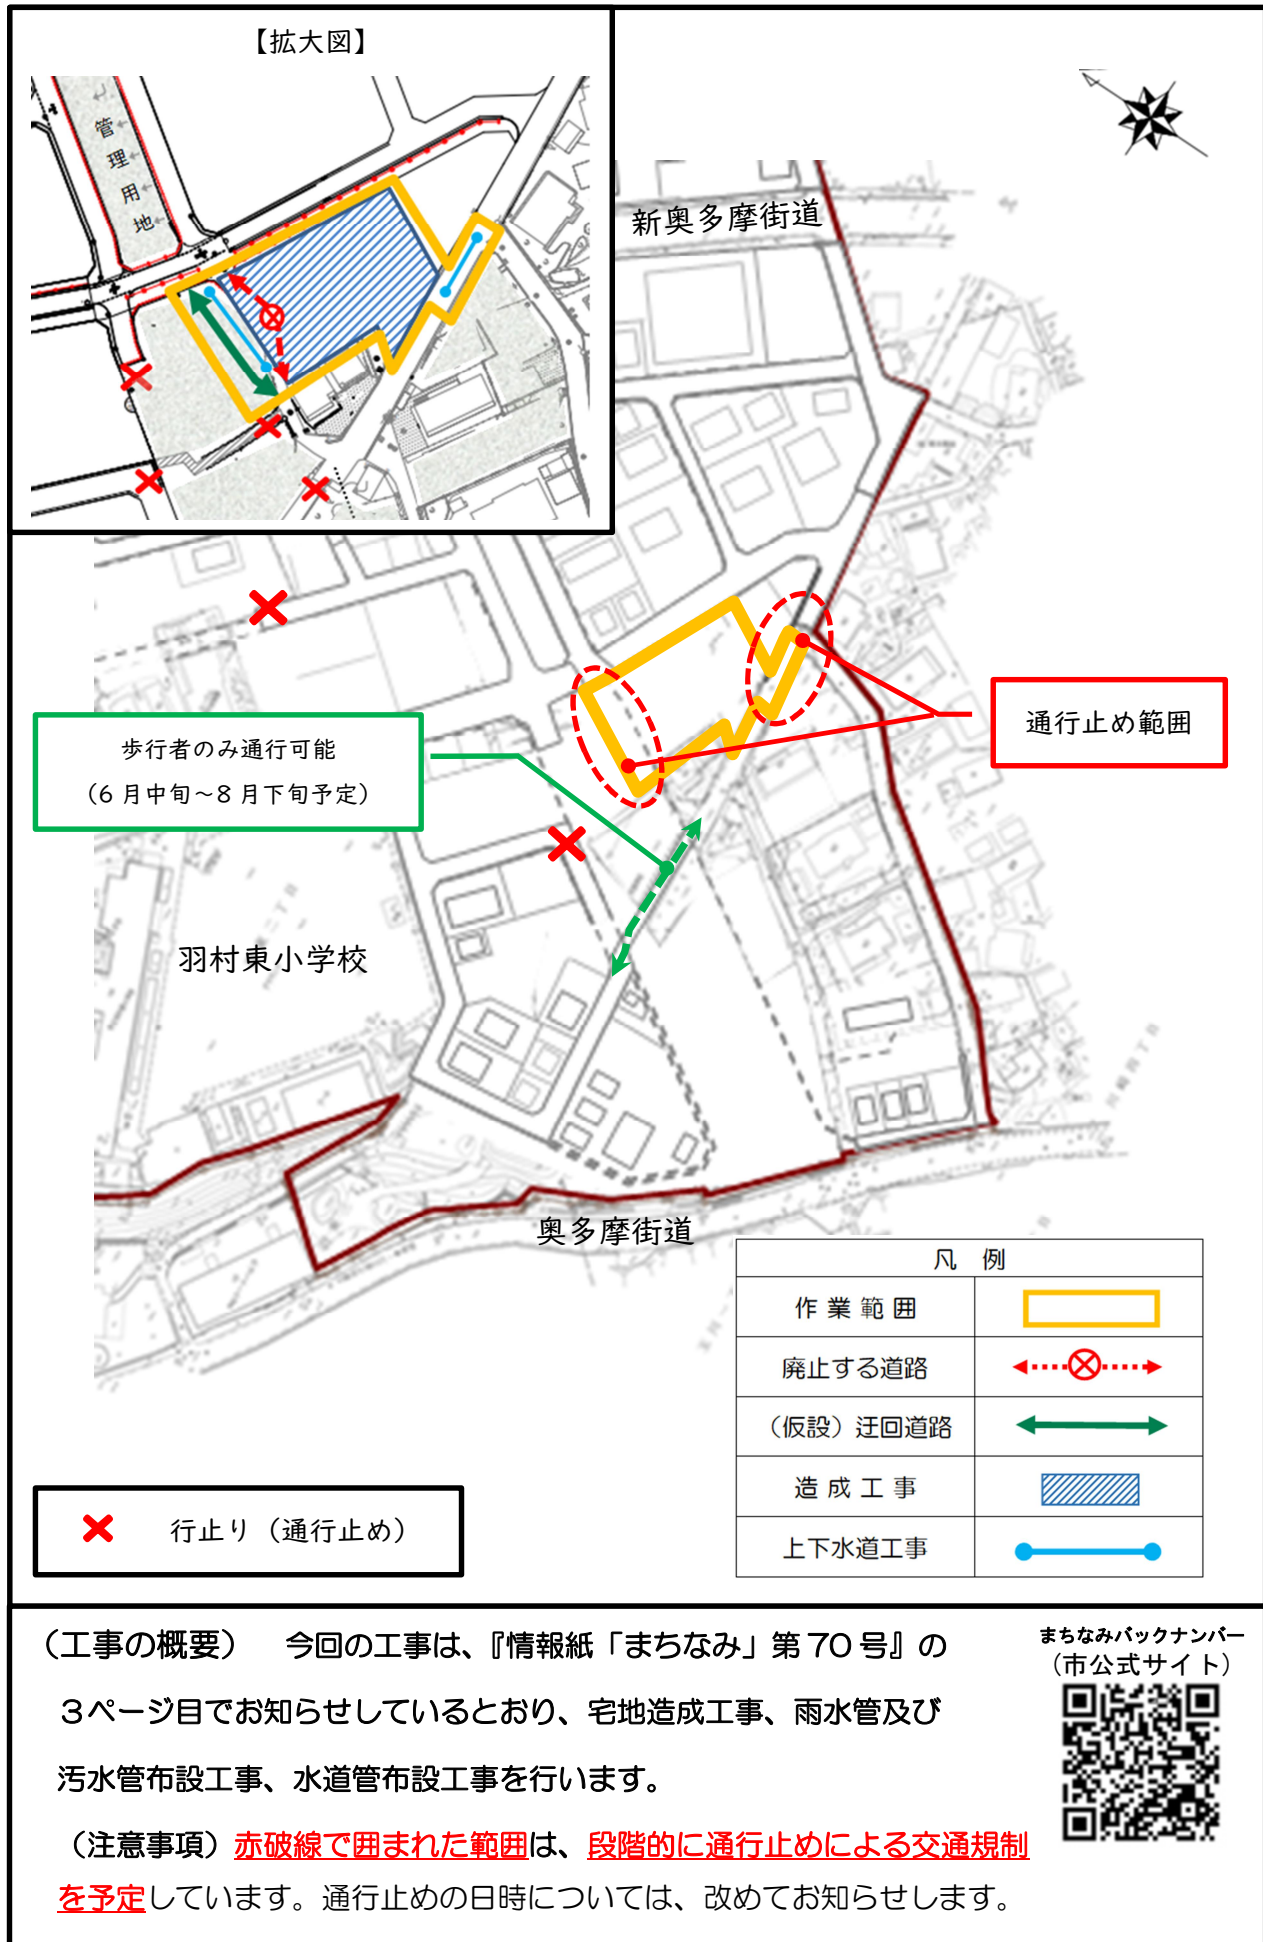 【拡大図】
管理用地
新奥多摩街道
通行止め範囲
歩行者のみ通行可能
（6月中旬～8月下旬予定）
羽村東小学校
奥多摩街道
凡 例
作業範囲
廃止する道路
（仮設）迂回道路
造成工事
上下水道工事
行止り（通行止め）
（工事の概要）　今回の工事は、『情報紙「まちなみ」第70号』の
3ページ目でお知らせしているとおり、宅地造成工事、雨水管及び
汚水管布設工事、水道管布設工事を行います。
（注意事項）赤破線で囲まれた範囲は、段階的に通行止めによる交通規制
を予定しています。通行止めの日時については、改めてお知らせします。
まちなみバックナンバー
（市公式サイト）